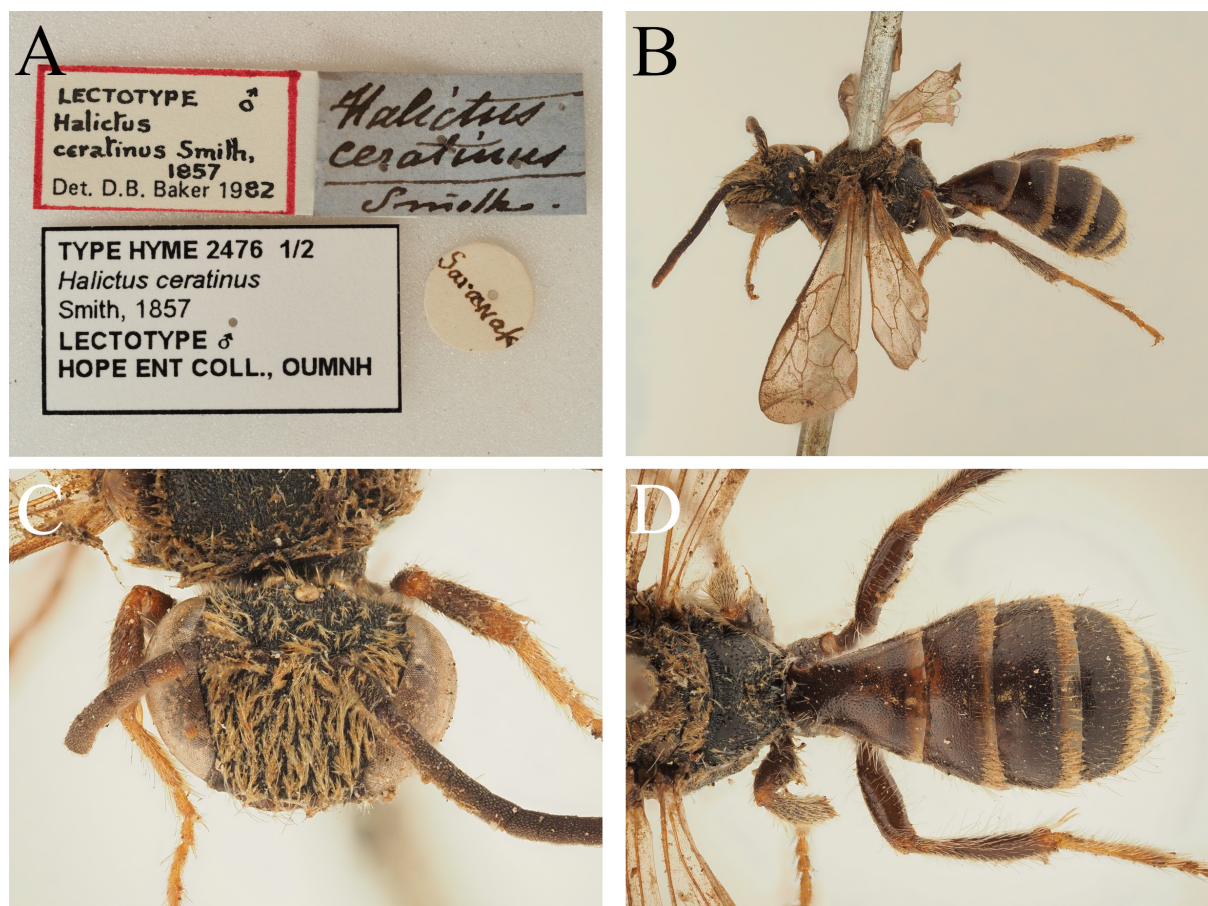 A
LECTOTYPE ♂
Halictus
ceratinus Smith,
1857
Det. D.B. Baker 1982
Halictus
ceratinus
Smith.
TYPE HYME 2476 1/2
Halictus ceratinus
Smith, 1857
LECTOTYPE ♂
HOPE ENT COLL., OUMNH
Sarawak
B
C
D